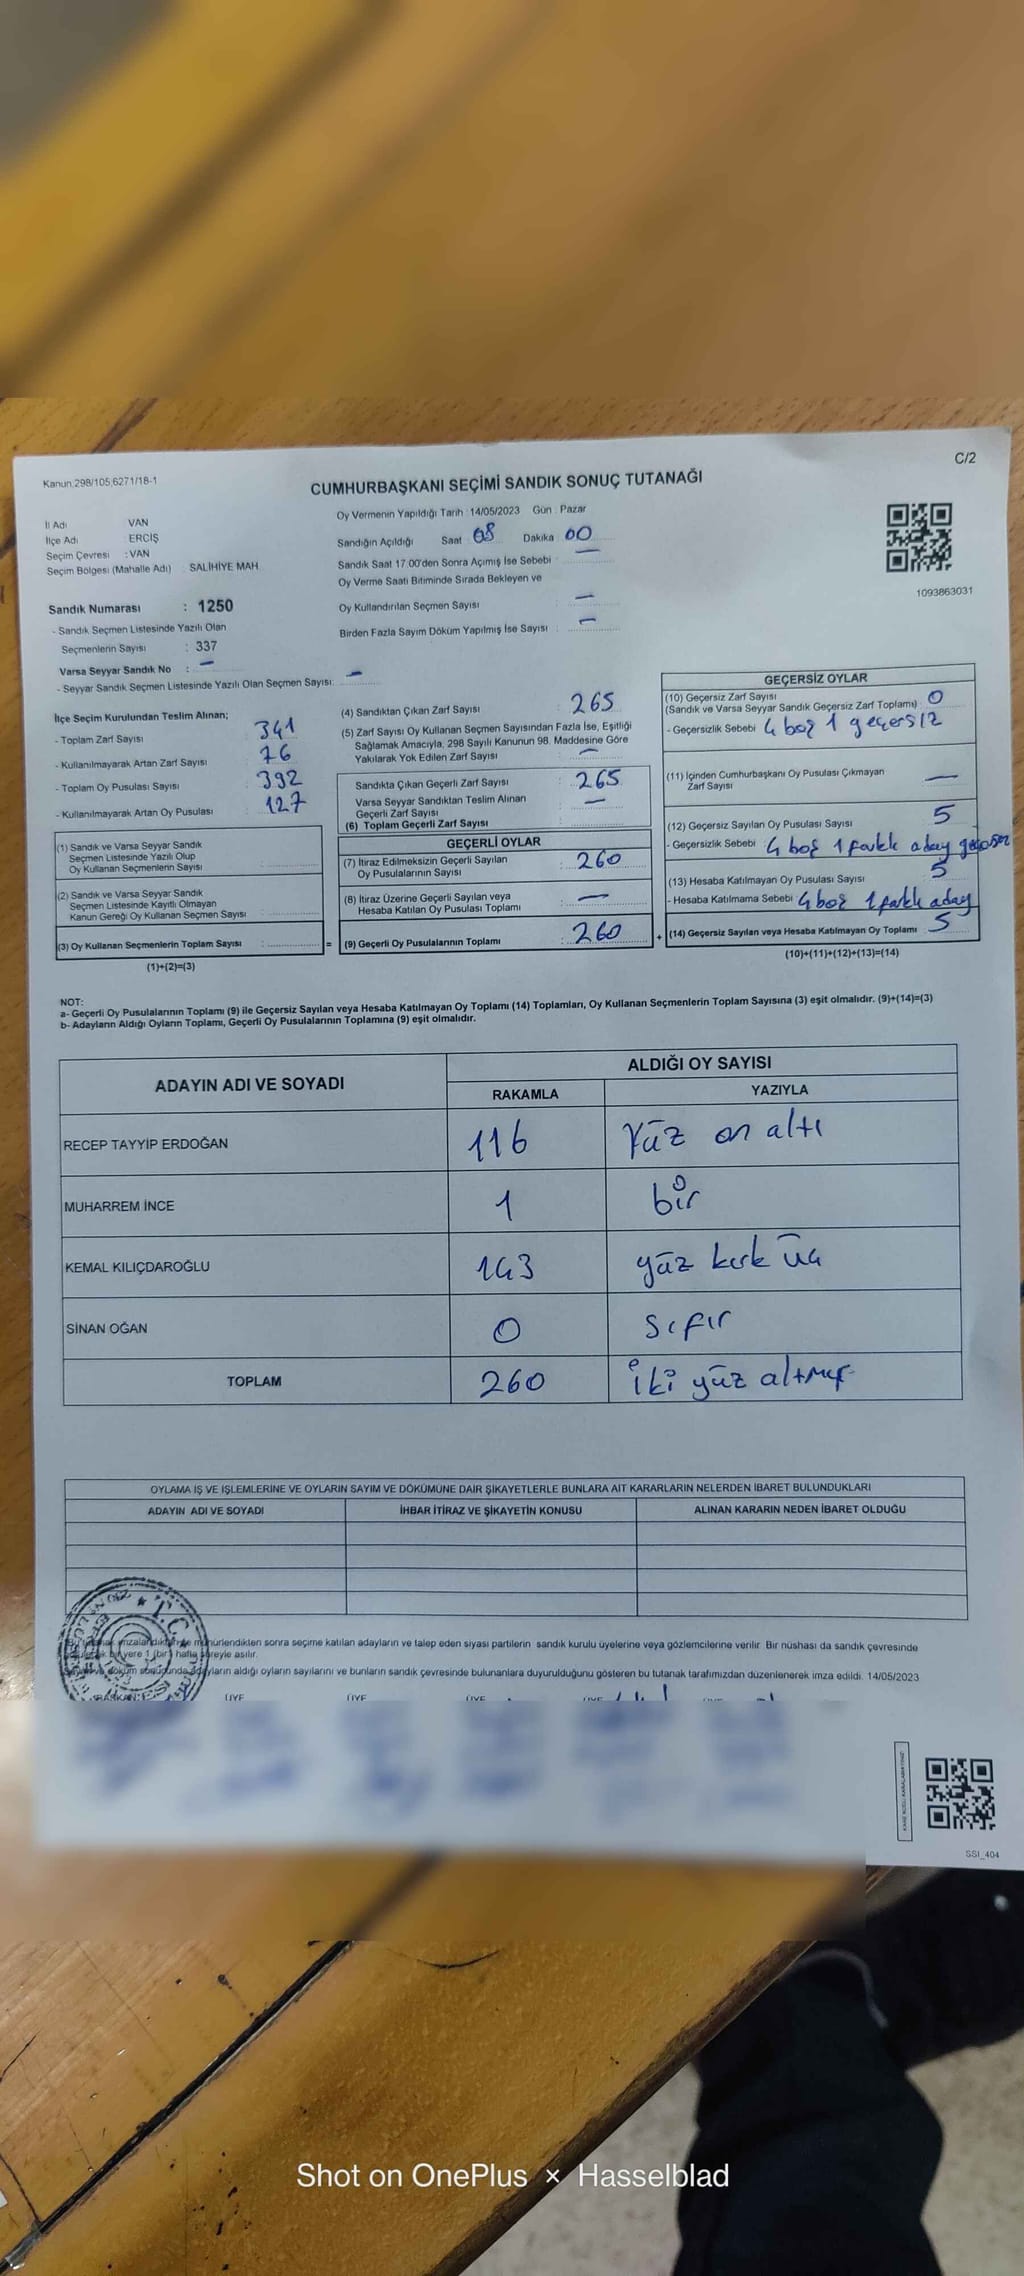 Kanun.298/105,6271/18-1
C/2
CUMHURBAŞKANI SEÇİMİ SANDIK SONUÇ TUTANAĞI
İl Adı VAN
İlçe Adı ERCİŞ
Seçim Çevresi : VAN
Seçim Bölgesi (Mahalle Adı) : SALİHİYE MAH.
Sandık Numarası : 1250
- Sandık Seçmen Listesinde Yazılı Olan
Seçmenlerin Sayısı : 337
Varsa Seyyar Sandık No : –
- Seyyar Sandık Seçmen Listesinde Yazılı Olan Seçmen Sayısı: –
Oy Vermenin Yapıldığı Tarih :14/05/2023 Gün : Pazar
Sandığın Açıldığı Saat 08 Dakika 00
Sandık Saat 17.00'den Sonra Açımış İse Sebebi : –
Oy Verme Saati Bitiminde Sırada Bekleyen ve
Oy Kullandırılan Seçmen Sayısı : –
Birden Fazla Sayım Döküm Yapılmış İse Sayısı : –
1093863031
İlçe Seçim Kurulundan Teslim Alınan;
- Toplam Zarf Sayısı : 341
- Kullanılmayarak Artan Zarf Sayısı : 76
- Toplam Oy Pusulası Sayısı : 392
- Kullanılmayarak Artan Oy Pusulası : 127
(1) Sandık ve Varsa Seyyar Sandık
Seçmen Listesinde Yazılı Olup
Oy Kullanan Seçmenlerin Sayısı
(2) Sandık ve Varsa Seyyar Sandık
Seçmen Listesinde Kayıtlı Olmayan
Kanun Gereği Oy Kullanan Seçmen Sayısı
(3) Oy Kullanan Seçmenlerin Toplam Sayısı :
(1)+(2)=(3)
=
(4) Sandıktan Çıkan Zarf Sayısı : 265
(5) Zarf Sayısı Oy Kullanan Seçmen Sayısından Fazla İse, Eşitliği
Sağlamak Amacıyla, 298 Sayılı Kanunun 98. Maddesine Göre
Yakılarak Yok Edilen Zarf Sayısı : –
Sandıkta Çıkan Geçerli Zarf Sayısı : 265
Varsa Seyyar Sandıktan Teslim Alınan
Geçerli Zarf Sayısı : –
(6) Toplam Geçerli Zarf Sayısı :
GEÇERLİ OYLAR
(7) İtiraz Edilmeksizin Geçerli Sayılan
Oy Pusulalarının Sayısı : 260
(8) İtiraz Üzerine Geçerli Sayılan veya
Hesaba Katılan Oy Pusulası Toplamı : –
(9) Geçerli Oy Pusulalarının Toplamı : 260
+
GEÇERSİZ OYLAR
(10) Geçersiz Zarf Sayısı
(Sandık ve Varsa Seyyar Sandık Geçersiz Zarf Toplamı) : 0
- Geçersizlik Sebebi 4 boş 1 geçersiz
(11) İçinden Cumhurbaşkanı Oy Pusulası Çıkmayan
Zarf Sayısı –
(12) Geçersiz Sayılan Oy Pusulası Sayısı : 5
- Geçersizlik Sebebi : 4 boş 1 farklı aday
(13) Hesaba Katılmayan Oy Pusulası Sayısı : 5
- Hesaba Katılmama Sebebi : 4 boş 1 farklı aday
(14) Geçersiz Sayılan veya Hesaba Katılmayan Oy Toplamı : 5
(10)+(11)+(12)+(13)=(14)
NOT:
a- Geçerli Oy Pusulalarının Toplamı (9) ile Geçersiz Sayılan veya Hesaba Katılmayan Oy Toplamı (14) Toplamları, Oy Kullanan Seçmenlerin Toplam Sayısına (3) eşit olmalıdır. (9)+(14)=(3)
b- Adayların Aldığı Oyların Toplamı, Geçerli Oy Pusulalarının Toplamına (9) eşit olmalıdır.
ADAYIN ADI VE SOYADI
ALDIĞI OY SAYISI
RAKAMLA YAZIYLA
RECEP TAYYİP ERDOĞAN 116 Yüz on altı
MUHARREM İNCE 1 bir
KEMAL KILIÇDAROĞLU 143 yüz kırk üç
SİNAN OĞAN 0 sıfır
TOPLAM 260 iki yüz altmış
OYLAMA İŞ VE İŞLEMLERİNE VE OYLARIN SAYIM VE DÖKÜMÜNE DAİR ŞİKAYETLERLE BUNLARA AİT KARARLARIN NELERDEN İBARET BULUNDUKLARI
ADAYIN ADI VE SOYADI İHBAR İTİRAZ VE ŞİKAYETİN KONUSU ALINAN KARARIN NEDEN İBARET OLDUĞU
T.C.
mühürlendikten sonra seçime katılan adayların ve talep eden siyasi partilerin sandık kurulu üyelerine veya gözlemcilerine verilir. Bir nüshası da sandık çevresinde
yere 1 (bir) hafta süreyle asılır.
döküm sonucunda adayların aldığı oyların sayılarını ve bunların sandık çevresinde bulunanlara duyurulduğunu gösteren bu tutanak tarafımızdan düzenlenerek imza edildi. 14/05/2023
BAŞKAN ÜYE ÜYE ÜYE ÜYE
SSI_404
Shot on OnePlus × Hasselblad